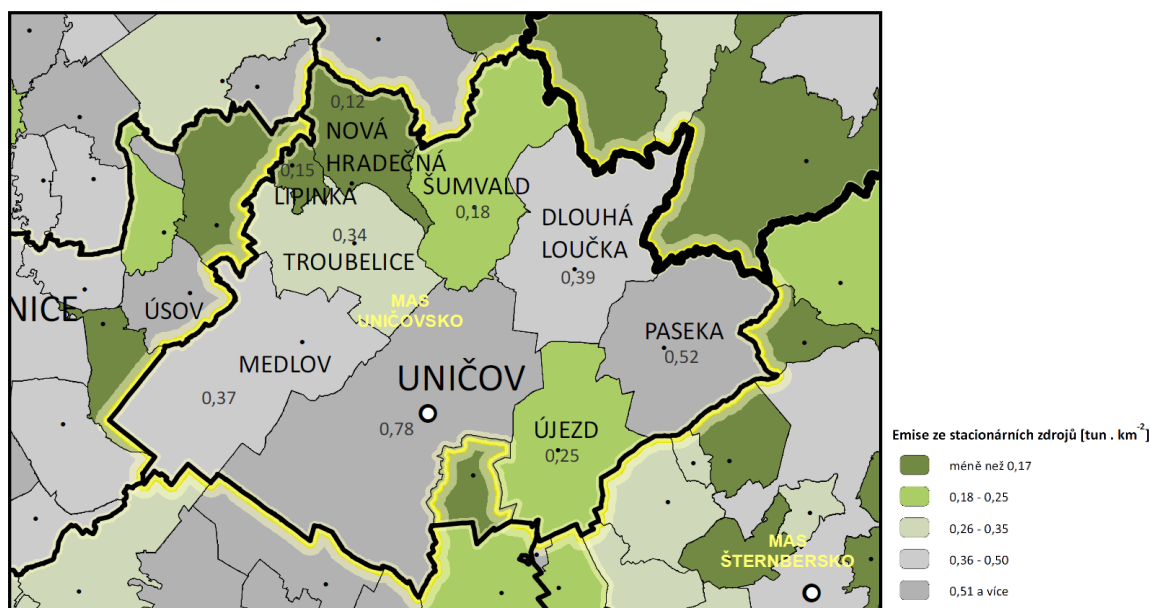 0,12
NOVÁ
HRADEČNÁ
0,15
LIPINKA
ŠUMVALD
0,18
DLOUHÁ
LOUČKA
0,39
0,34
TROUBELICE
MAS
UNIČOVSKO
NICE
ÚSOV
PASEKA
0,52
MEDLOV
0,37
UNIČOV
0,78
ÚJEZD
0,25
MAS
ŠTERNBERSKO
Emise ze stacionárních zdrojů [tun . km-2]
méně než 0,17
0,18 - 0,25
0,26 - 0,35
0,36 - 0,50
0,51 a více